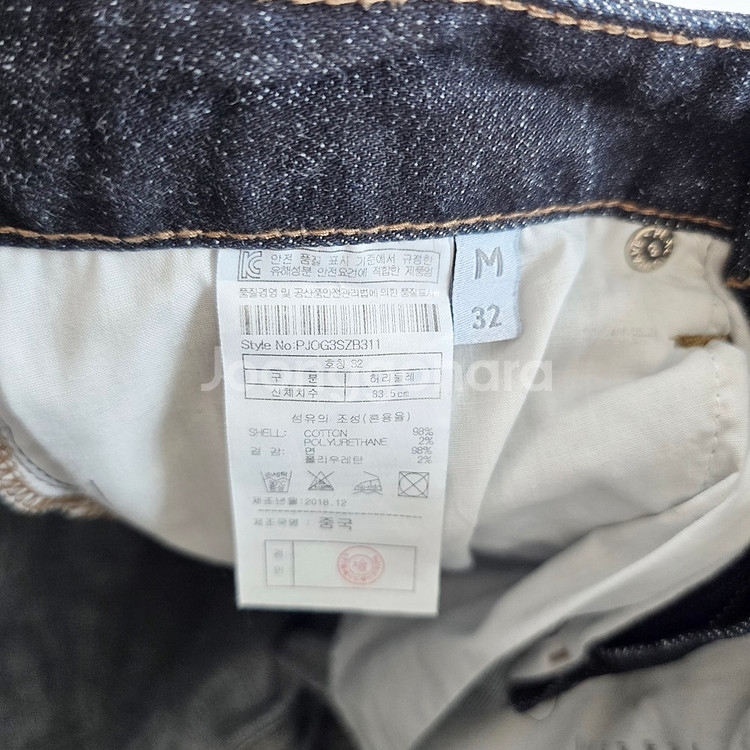 KC 안전 품질 표시 기준에서 규정한
유해성분 안전요건에 적합한 제품임
품질경영 및 공산품안전관리법에 의한 품질표시
Style No:PJOG3SZB311
호칭 32
구 분 허리둘레
신체치수 83.5cm
섬유의 조성(혼용율)
SHELL: COTTON 98%
POLYURETHANE 2%
겉 감: 면 98%
폴리우레탄 2%
손세탁
제조년월: 2018.12
제조국명 : 중국
M
32
Joonggonara